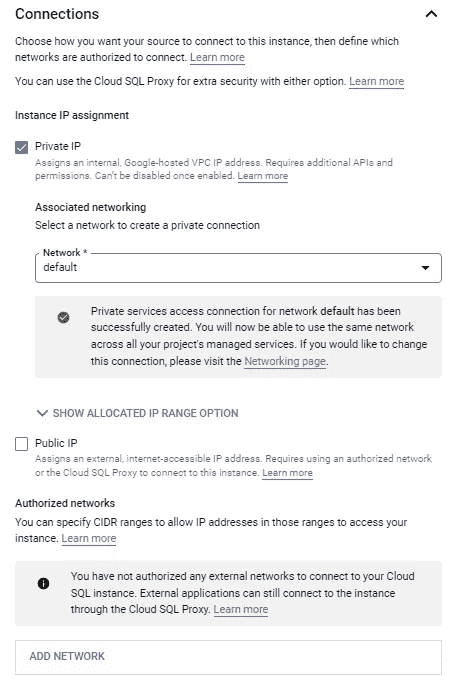 Connections
Choose how you want your source to connect to this instance, then define which
networks are authorized to connect. Learn more
You can use the Cloud SQL Proxy for extra security with either option. Learn more
Instance IP assignment
Private IP
Assigns an internal, Google-hosted VPC IP address. Requires additional APIs and
permissions. Can't be disabled once enabled. Learn more
Associated networking
Select a network to create a private connection
Network *
default
Private services access connection for network default has been
successfully created. You will now be able to use the same network
across all your project's managed services. If you would like to change
this connection, please visit the Networking page.
SHOW ALLOCATED IP RANGE OPTION
Public IP
Assigns an external, internet-accessible IP address. Requires using an authorized network
or the Cloud SQL Proxy to connect to this instance. Learn more
Authorized networks
You can specify CIDR ranges to allow IP addresses in those ranges to access your
instance. Learn more
You have not authorized any external networks to connect to your Cloud
SQL instance. External applications can still connect to the instance
through the Cloud SQL Proxy. Learn more
ADD NETWORK